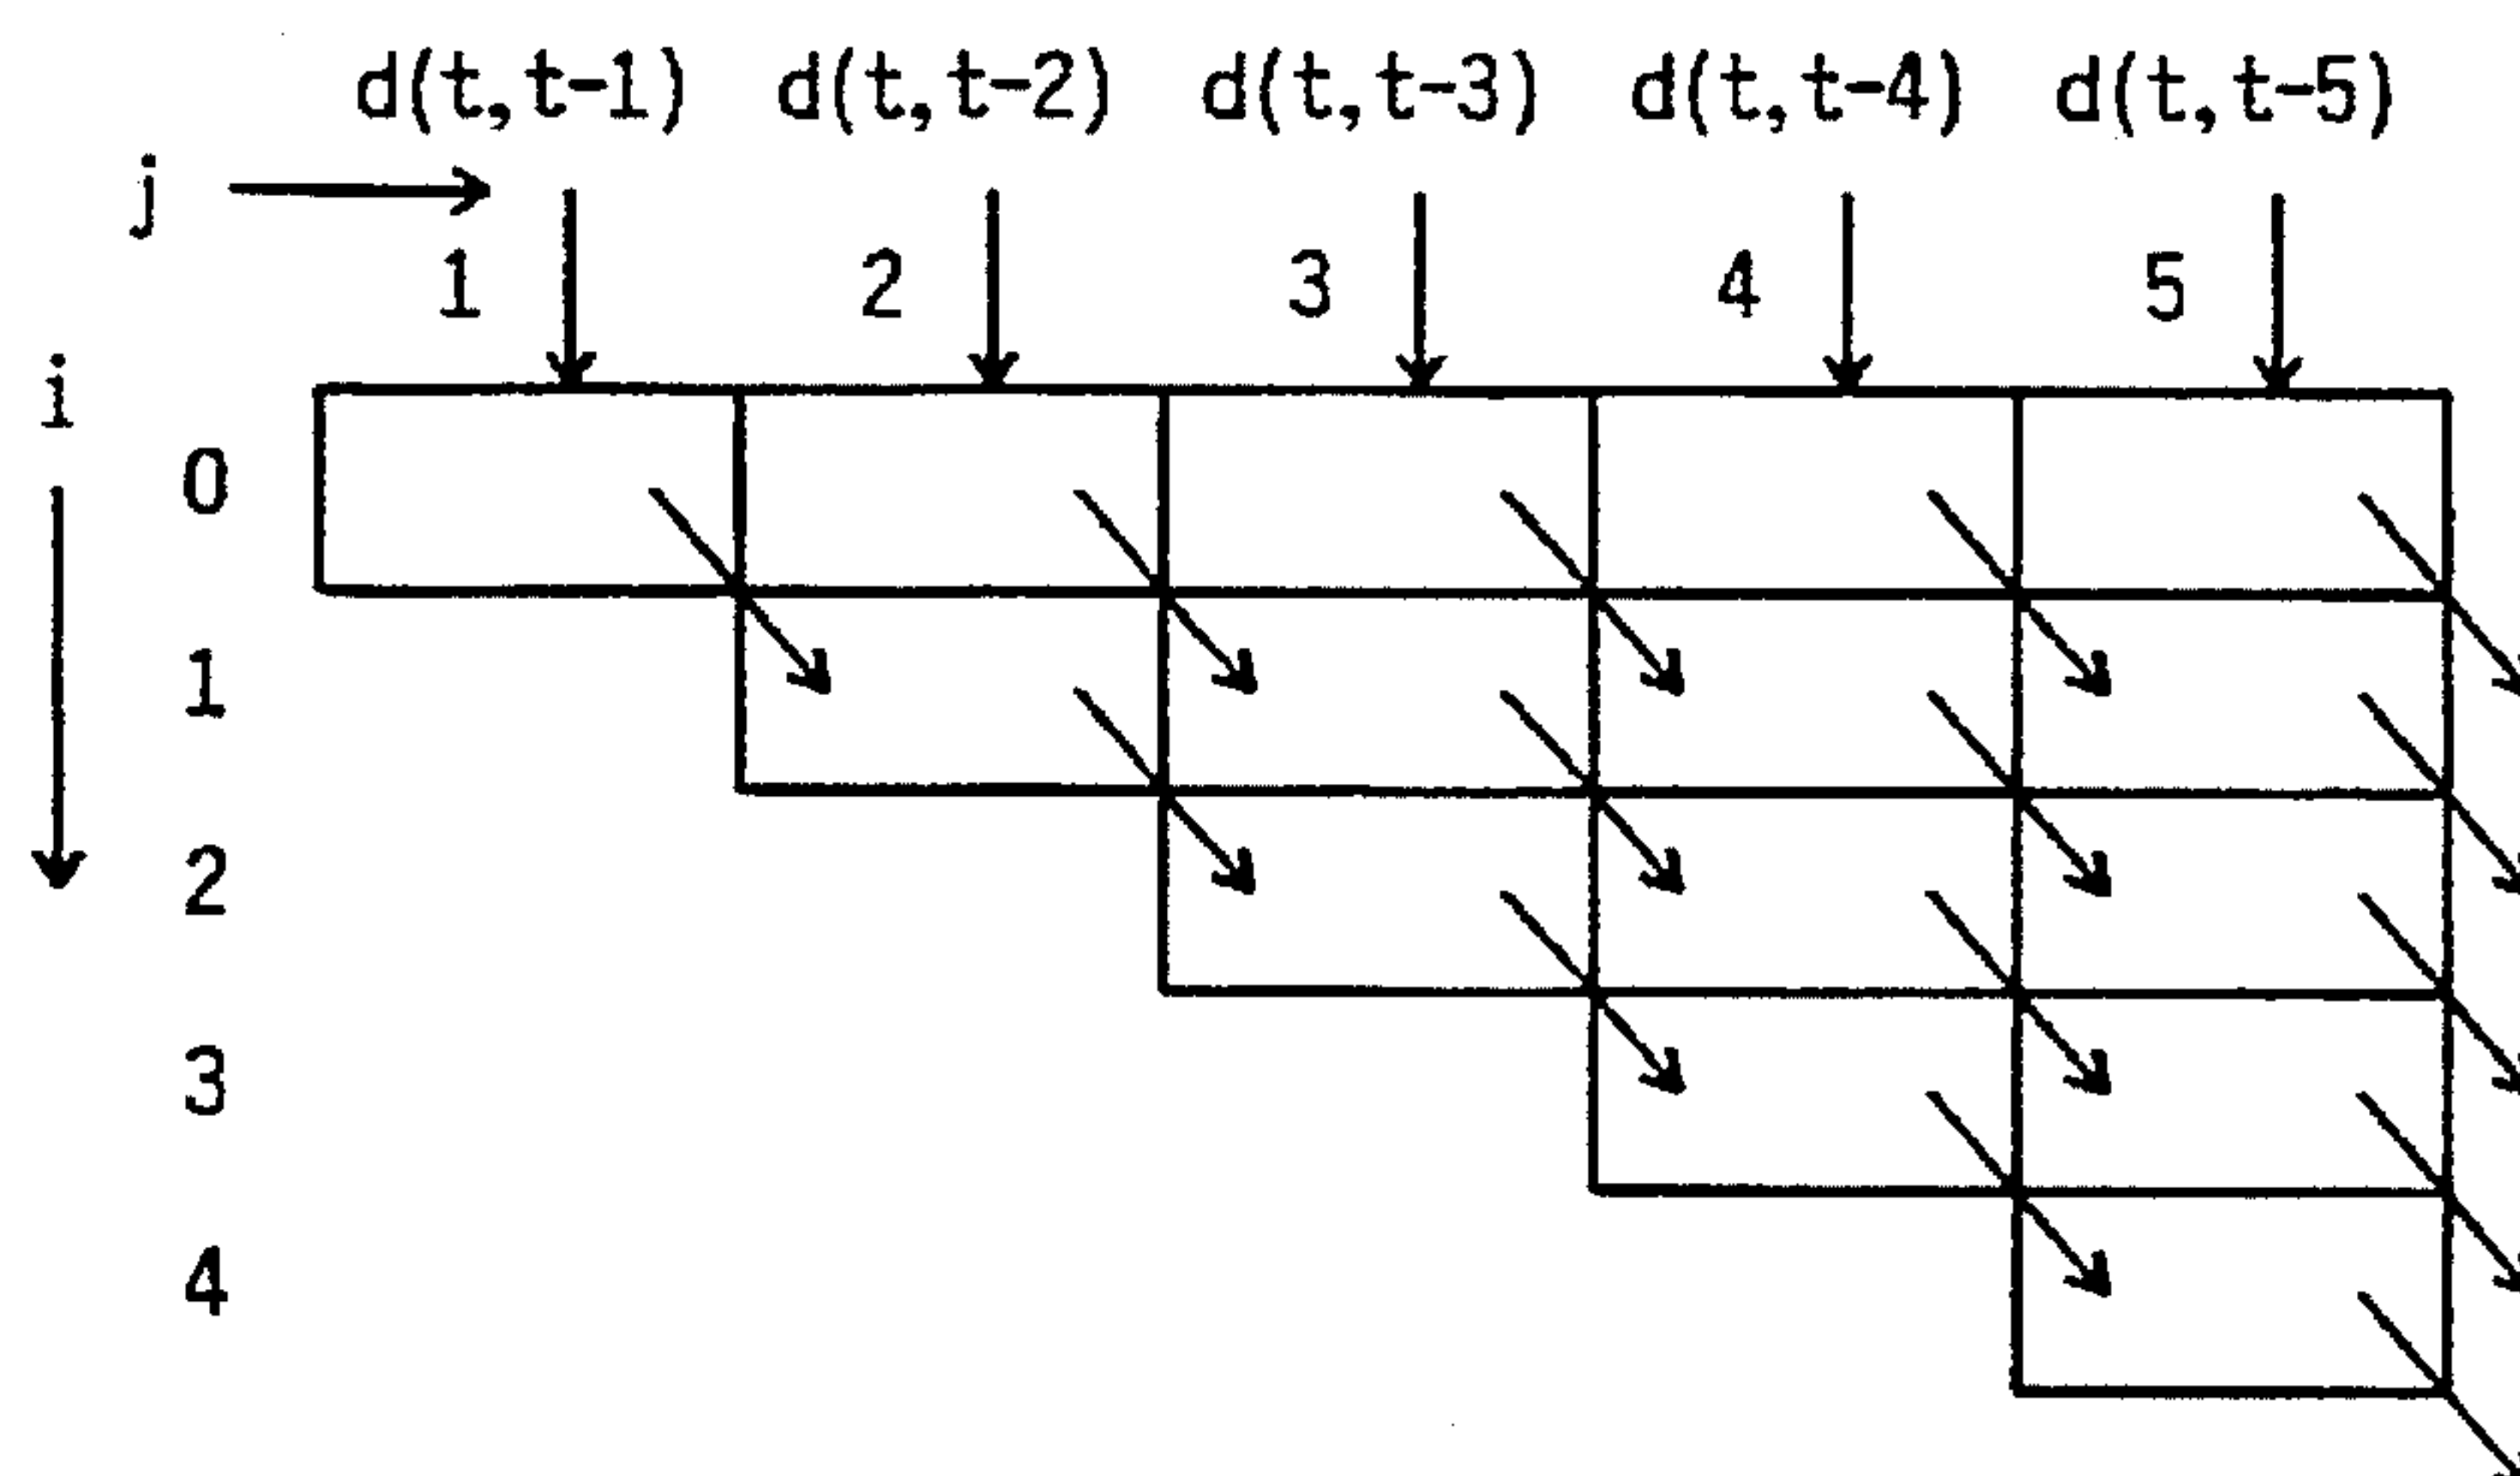 d(t,t-1) d(t,t-2) d(t,t-3) d(t,t-4) d(t,t-5)
j
1 2 3 4 5
i
0
1
2
3
4